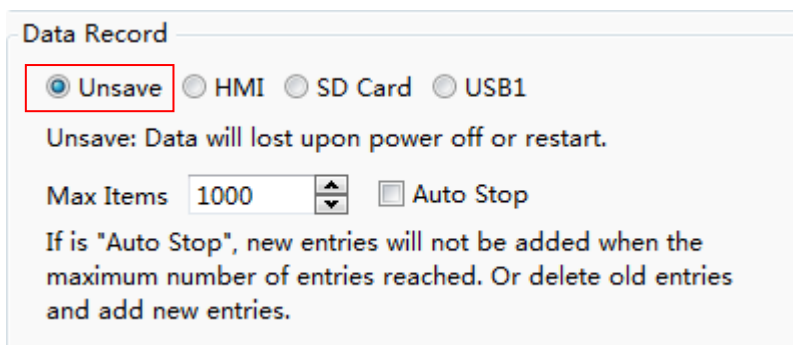 Data Record
Unsave HMI SD Card USB1
Unsave: Data will lost upon power off or restart.
Max Items 1000 Auto Stop
If is "Auto Stop", new entries will not be added when the
maximum number of entries reached. Or delete old entries
and add new entries.